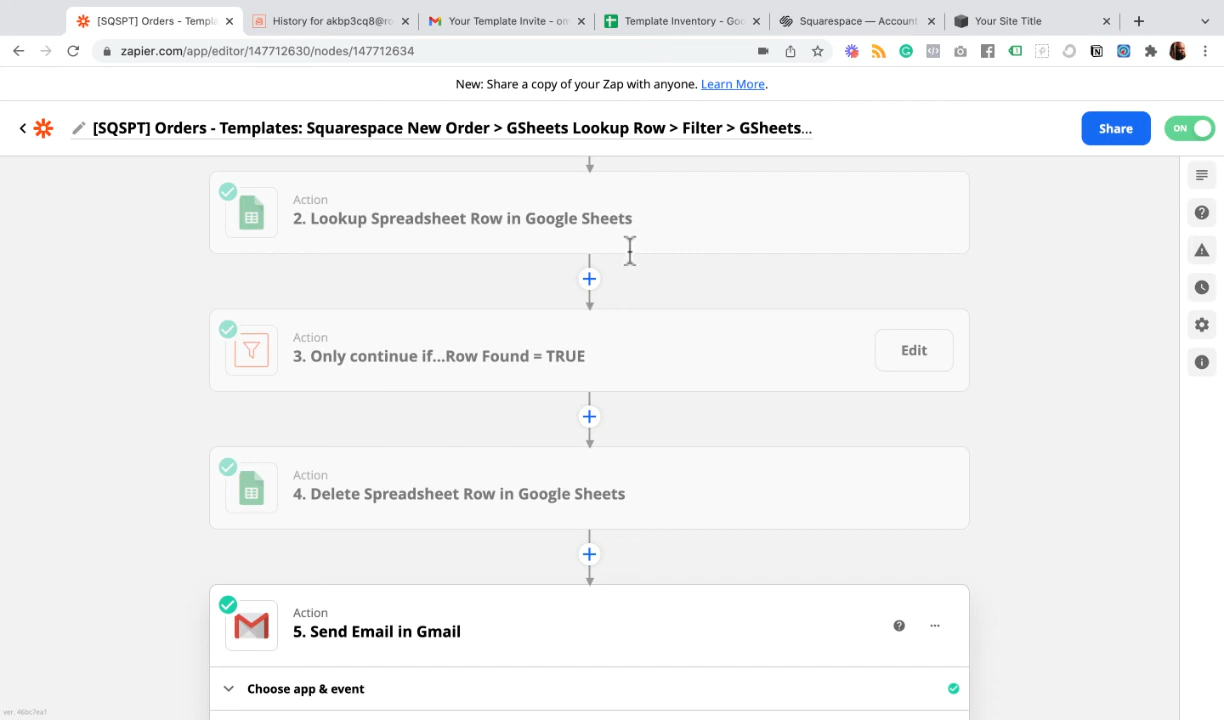 [SQSPT] Orders - Templa
History for akbp3cq8@ro
Your Template Invite - om
Template Inventory - Goo
Squarespace — Account
Your Site Title
zapier.com/app/editor/147712630/nodes/147712634
New: Share a copy of your Zap with anyone. Learn More.
[SQSPT] Orders - Templates: Squarespace New Order > GSheets Lookup Row > Filter > GSheets...
Share
ON
Action
2. Lookup Spreadsheet Row in Google Sheets
Action
3. Only continue if...Row Found = TRUE
Edit
Action
4. Delete Spreadsheet Row in Google Sheets
Action
5. Send Email in Gmail
Choose app & event
ver. 46bc7ea1